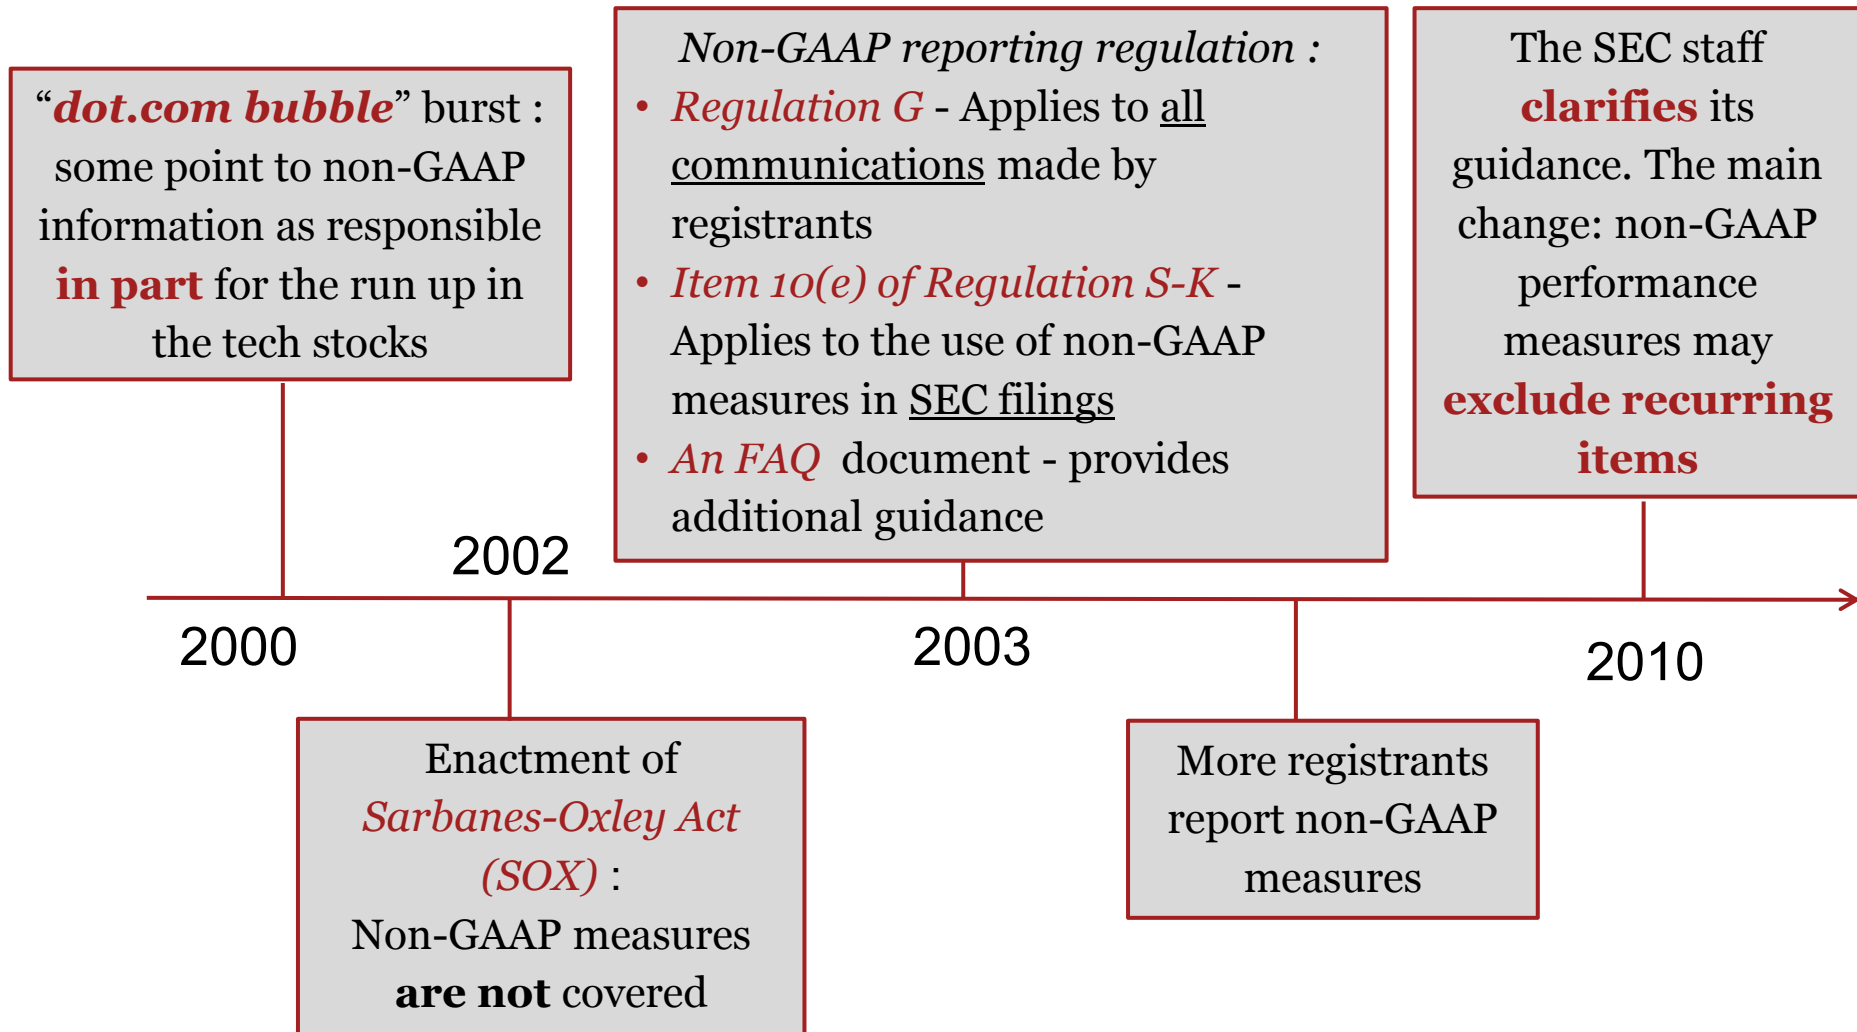 “dot.com bubble” burst :
some point to non-GAAP
information as responsible
in part for the run up in
the tech stocks
Non-GAAP reporting regulation :
• Regulation G - Applies to all
communications made by
registrants
• Item 10(e) of Regulation S-K -
Applies to the use of non-GAAP
measures in SEC filings
• An FAQ document - provides
additional guidance
The SEC staff
clarifies its
guidance. The main
change: non-GAAP
performance
measures may
exclude recurring
items
2002
2000
2003
2010
Enactment of
Sarbanes-Oxley Act
(SOX) :
Non-GAAP measures
are not covered
More registrants
report non-GAAP
measures